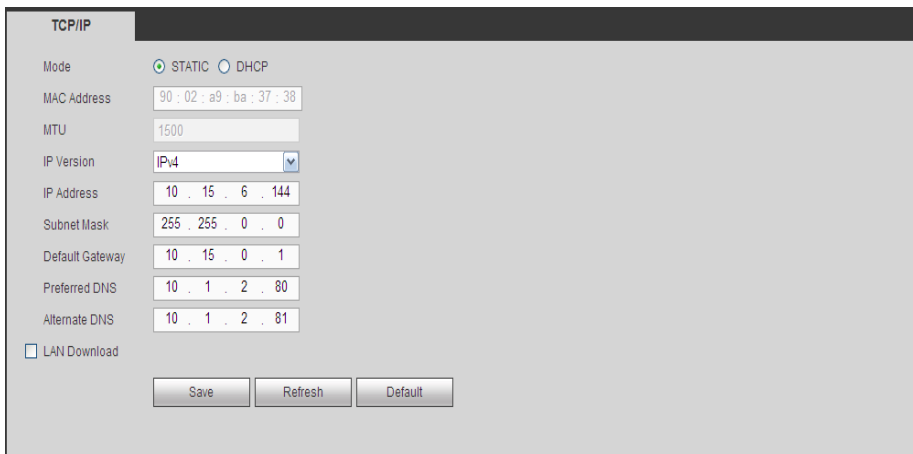 TCP/IP
Mode STATIC DHCP
MAC Address 90 : 02 : a9 : ba : 37 : 38
MTU 1500
IP Version IPv4
IP Address 10 . 15 . 6 . 144
Subnet Mask 255 . 255 . 0 . 0
Default Gateway 10 . 15 . 0 . 1
Preferred DNS 10 . 1 . 2 . 80
Alternate DNS 10 . 1 . 2 . 81
LAN Download
Save Refresh Default